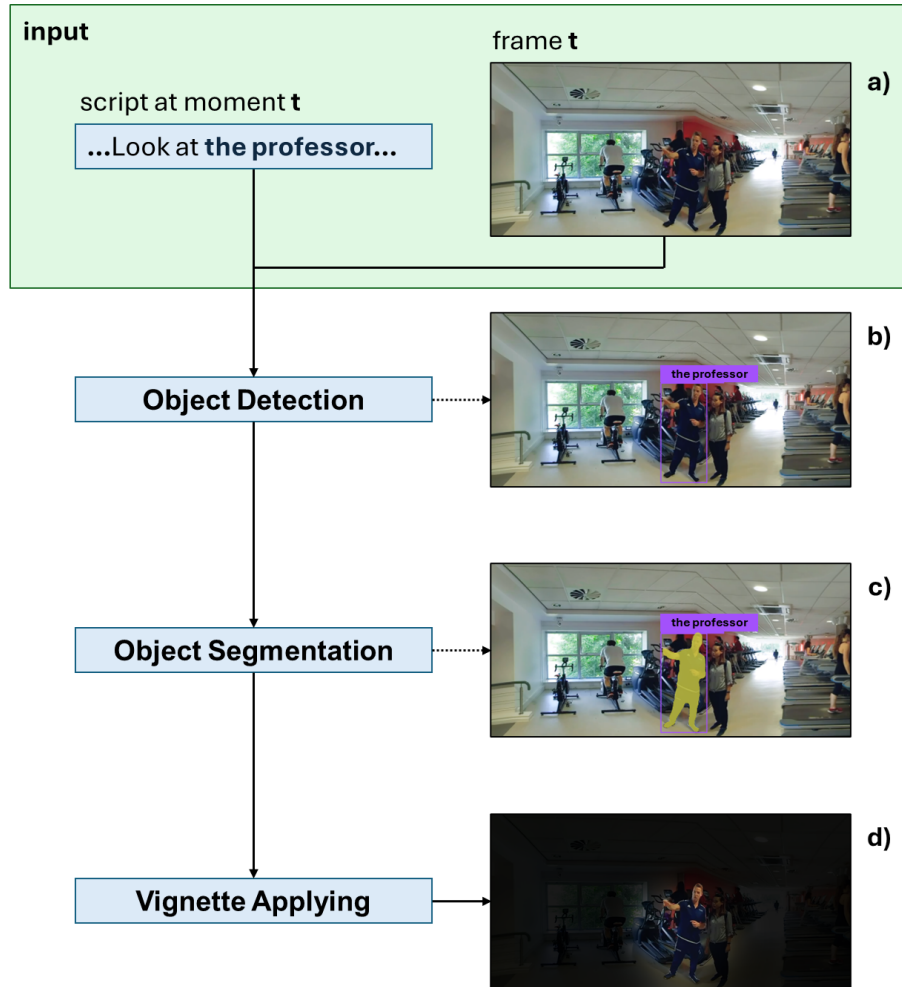 input
frame t
a)
script at moment t
...Look at the professor...
b)
the professor
Object Detection
c)
the professor
Object Segmentation
d)
Vignette Applying